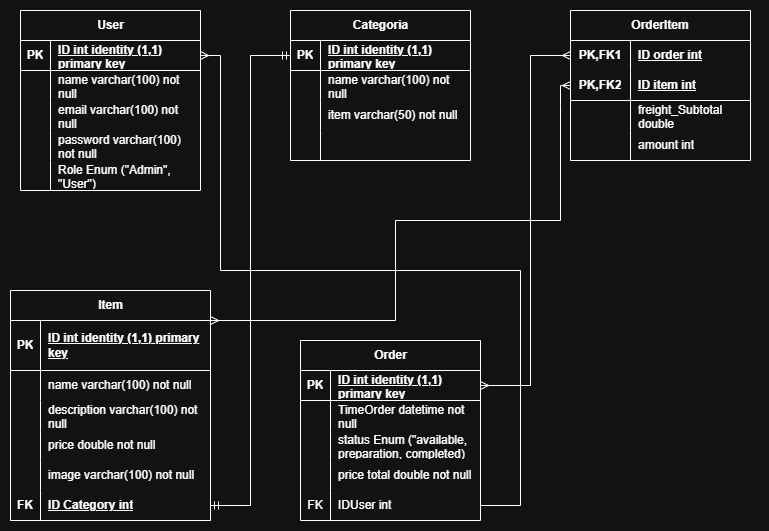 User
PK ID int identity (1,1)
primary key
name varchar(100) not
null
email varchar(100) not
null
password varchar(100)
not null
Role Enum ("Admin",
"User")
Categoria
PK ID int identity (1,1)
primary key
name varchar(100) not
null
item varchar(50) not null
OrderItem
PK,FK1 ID order int
PK,FK2 ID item int
freight_Subtotal
double
amount int
Item
PK ID int identity (1,1) primary
key
name varchar(100) not null
description varchar(100) not
null
price double not null
image varchar(100) not null
FK ID Category int
Order
PK ID int identity (1,1)
primary key
TimeOrder datetime not
null
status Enum ("available,
preparation, completed)
price total double not null
FK IDUser int